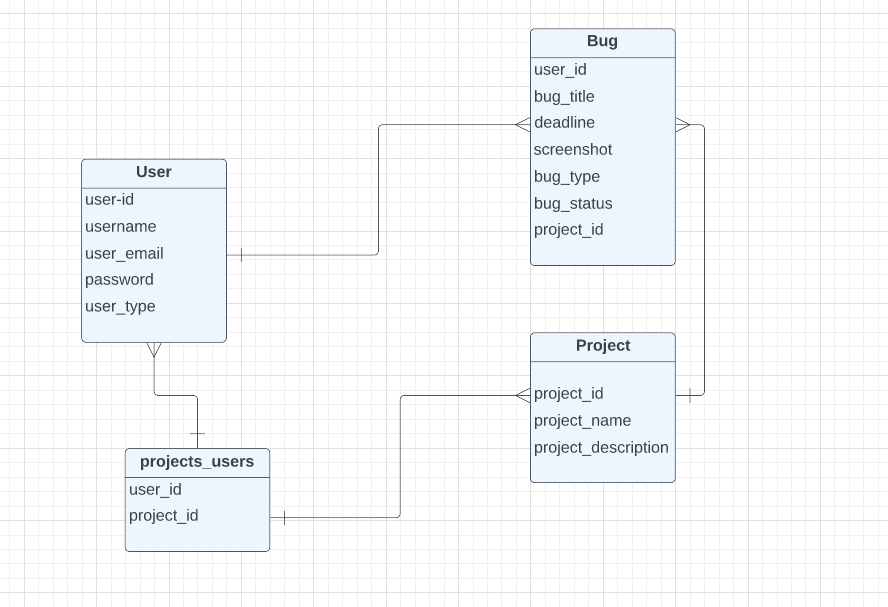 Bug
user_id
bug_title
deadline
screenshot
bug_type
bug_status
project_id
User
user-id
username
user_email
password
user_type
Project
project_id
project_name
project_description
projects_users
user_id
project_id